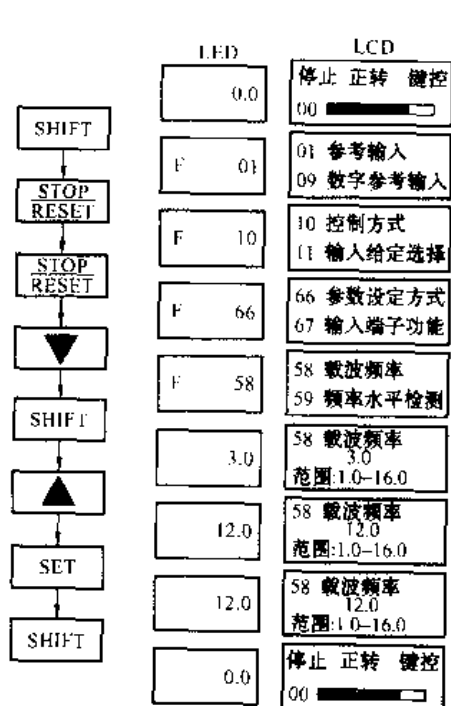 LED
LCD
0.0
停止 正转 键控
00
SHIFT
F 01
01 参考输入
09 数字参考输入
STOP
RESET
F 10
10 控制方式
11 输入给定选择
STOP
RESET
F 66
66 参数设定方式
67 输入端子功能
▼
F 58
58 载波频率
59 频率水平检测
SHIFT
3.0
58 载波频率
3.0
范围:1.0–16.0
▲
12.0
58 载波频率
12.0
范围:1.0–16.0
SET
12.0
58 载波频率
12.0
范围:1.0–16.0
SHIFT
0.0
停止 正转 键控
00